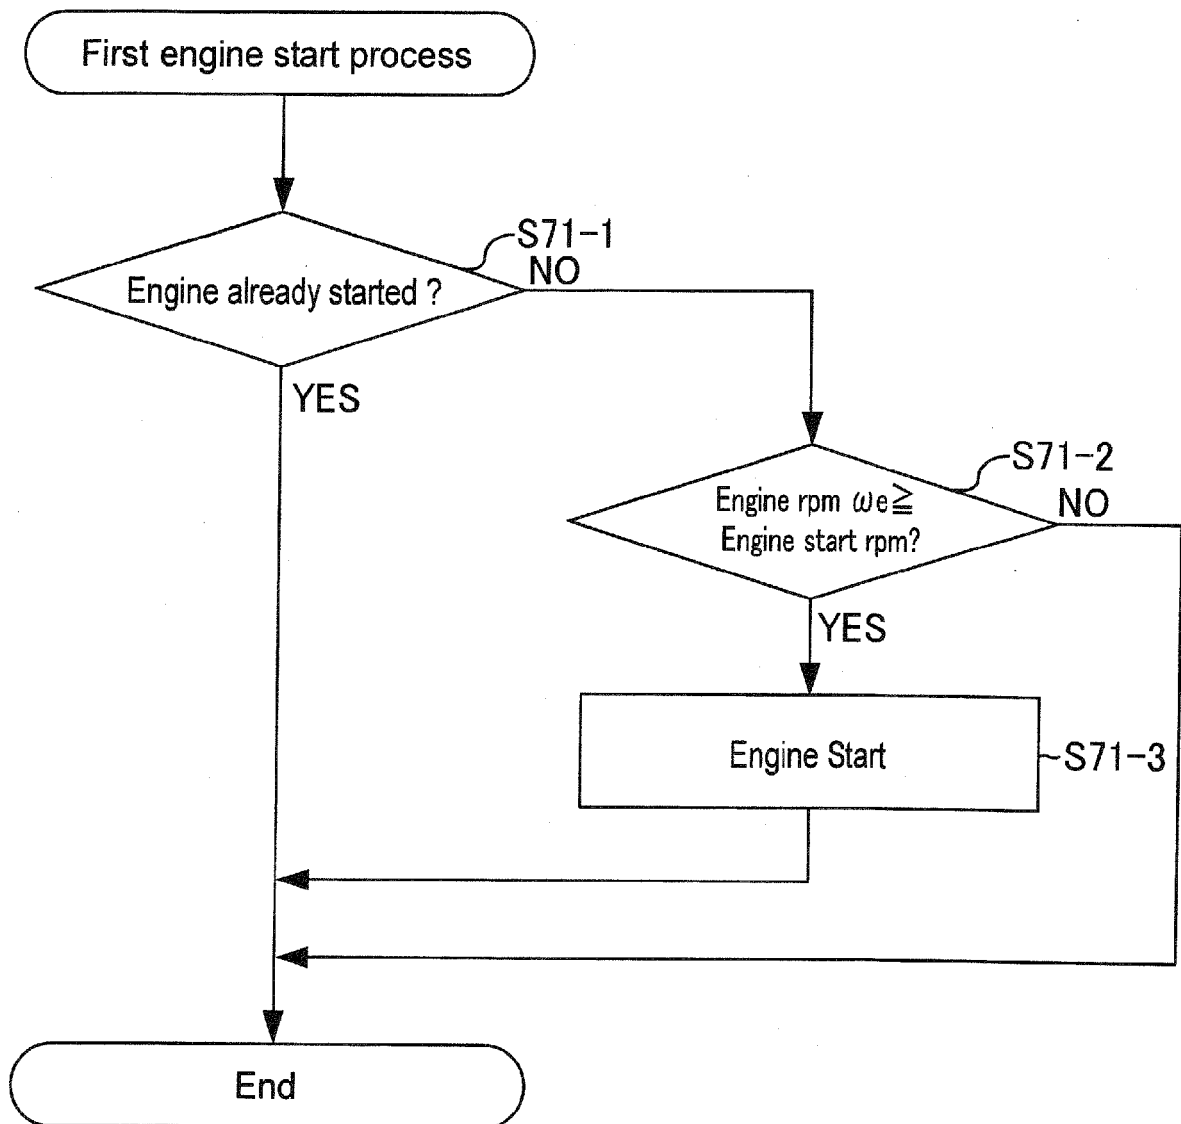 First engine start process
S71-1
Engine already started ?
NO
YES
S71-2
Engine rpm ωe≧
Engine start rpm?
NO
YES
Engine Start
S71-3
End